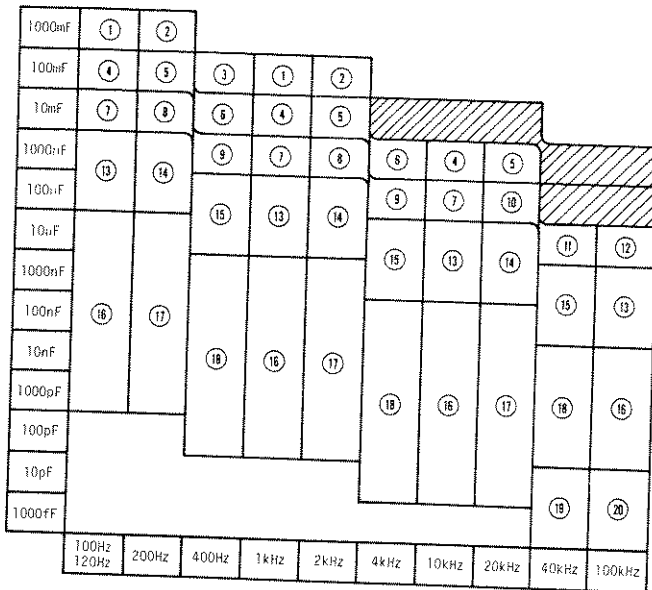 1000mF ① ②
100mF ④ ⑤ ③ ① ②
10mF ⑦ ⑧ ⑥ ④ ⑤
1000µF ⑬ ⑭ ⑨ ⑦ ⑧ ⑥ ④ ⑤
100µF ⑨ ⑦ ⑩
10µF ⑮ ⑬ ⑭ ⑪ ⑫
1000nF ⑮ ⑬ ⑭
100nF ⑯ ⑰ ⑮ ⑬
10nF ⑱ ⑯ ⑰
1000pF ⑱ ⑯ ⑰ ⑱ ⑯
100pF
10pF
1000fF ⑲ ⑳
100Hz 200Hz 400Hz 1kHz 2kHz 4kHz 10kHz 20kHz 40kHz 100kHz
120Hz